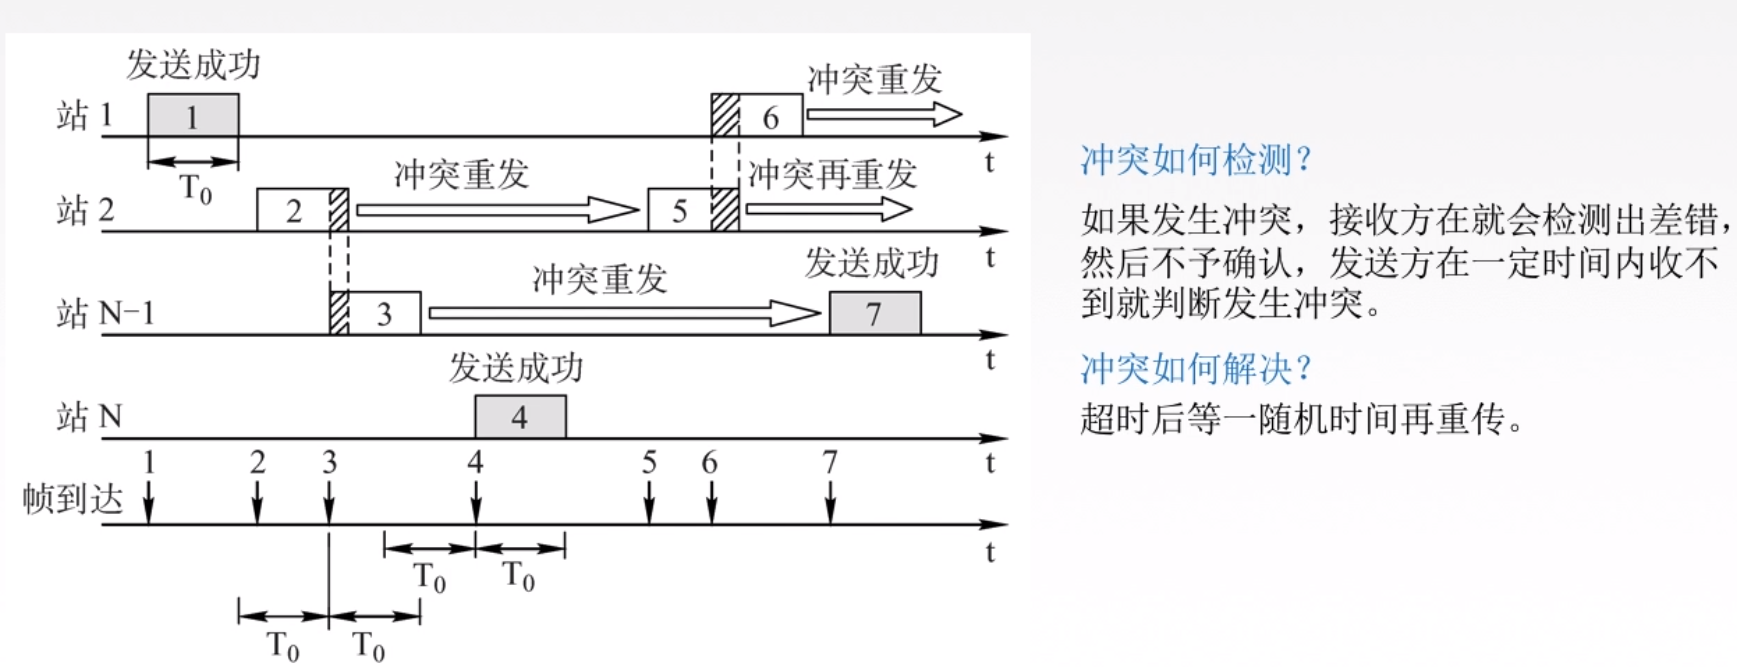 发送成功
站 1
1
T₀
6
冲突重发
t
站 2
2
冲突重发
5
冲突再重发
t
站 N-1
3
冲突重发
发送成功
7
t
发送成功
站 N
4
t
1 2 3 4 5 6 7
帧到达
t
T₀ T₀
T₀ T₀
冲突如何检测？
如果发生冲突，接收方在就会检测出差错，
然后不予确认，发送方在一定时间内收不
到就判断发生冲突。
冲突如何解决？
超时后等一随机时间再重传。